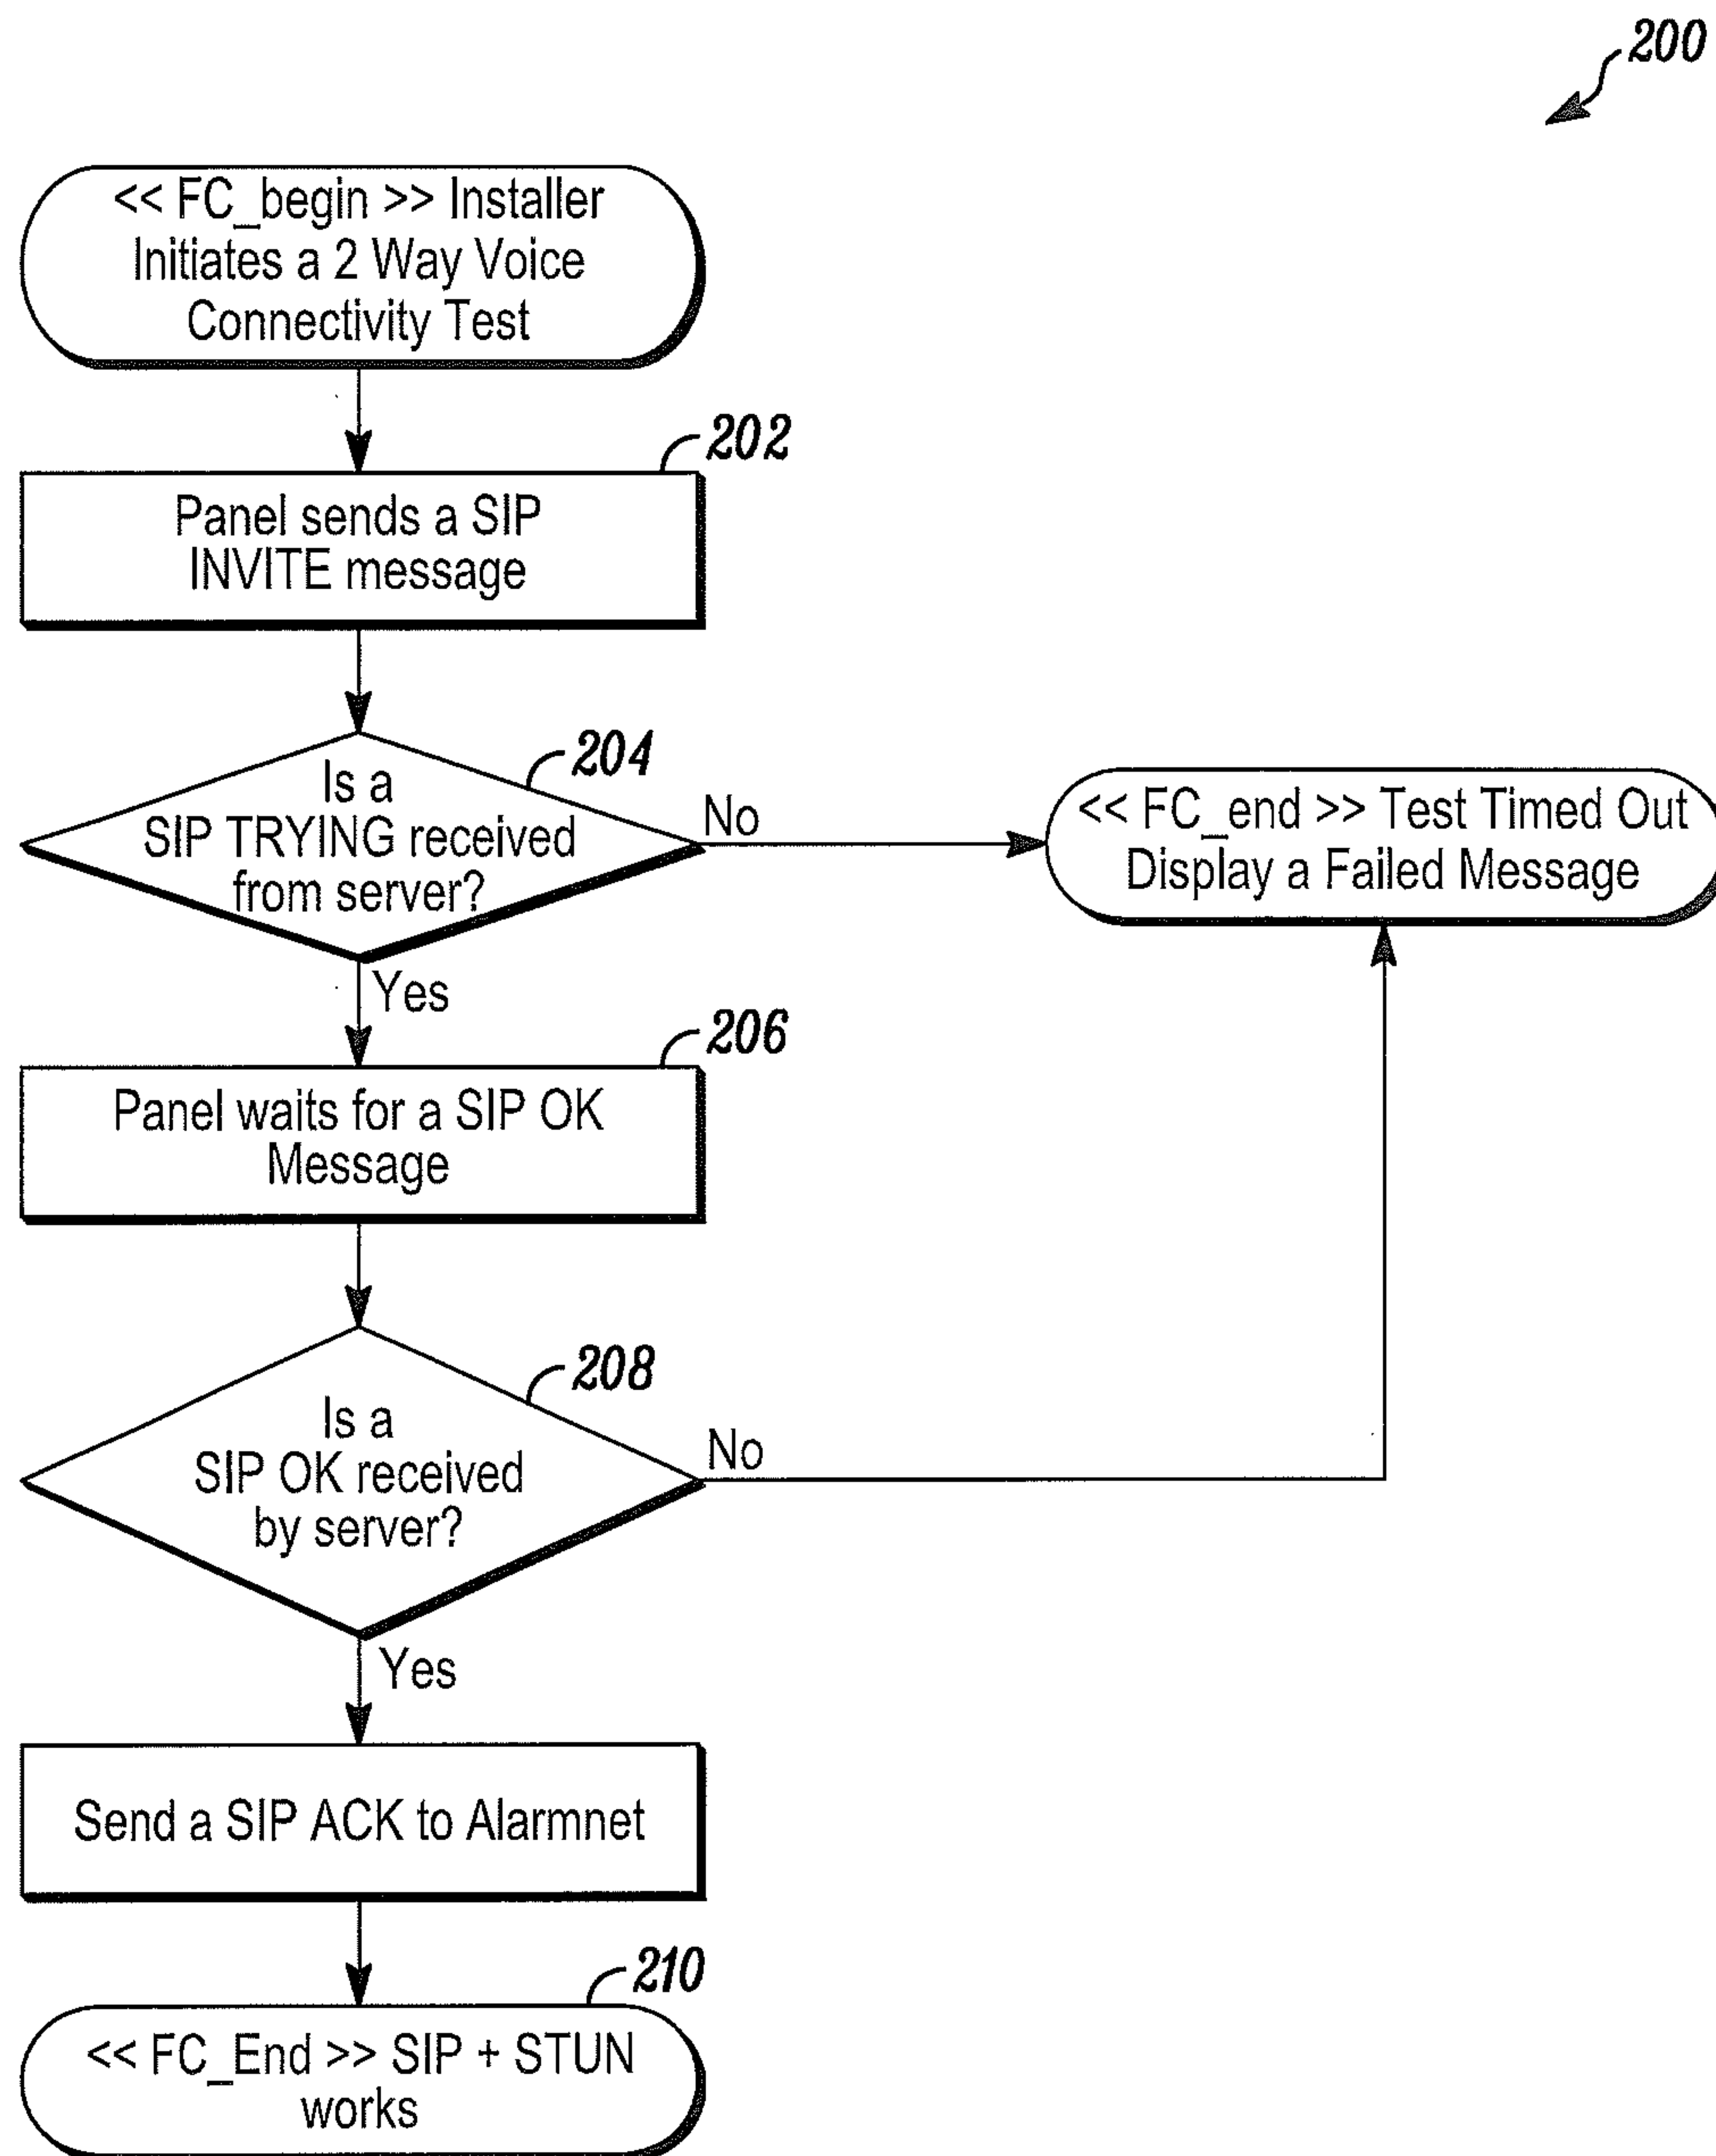 200
<< FC_begin >> Installer
Initiates a 2 Way Voice
Connectivity Test
202
Panel sends a SIP
INVITE message
204
Is a
SIP TRYING received
from server?
No
<< FC_end >> Test Timed Out
Display a Failed Message
Yes
206
Panel waits for a SIP OK
Message
208
Is a
SIP OK received
by server?
No
Yes
Send a SIP ACK to Alarmnet
210
<< FC_End >> SIP + STUN
works